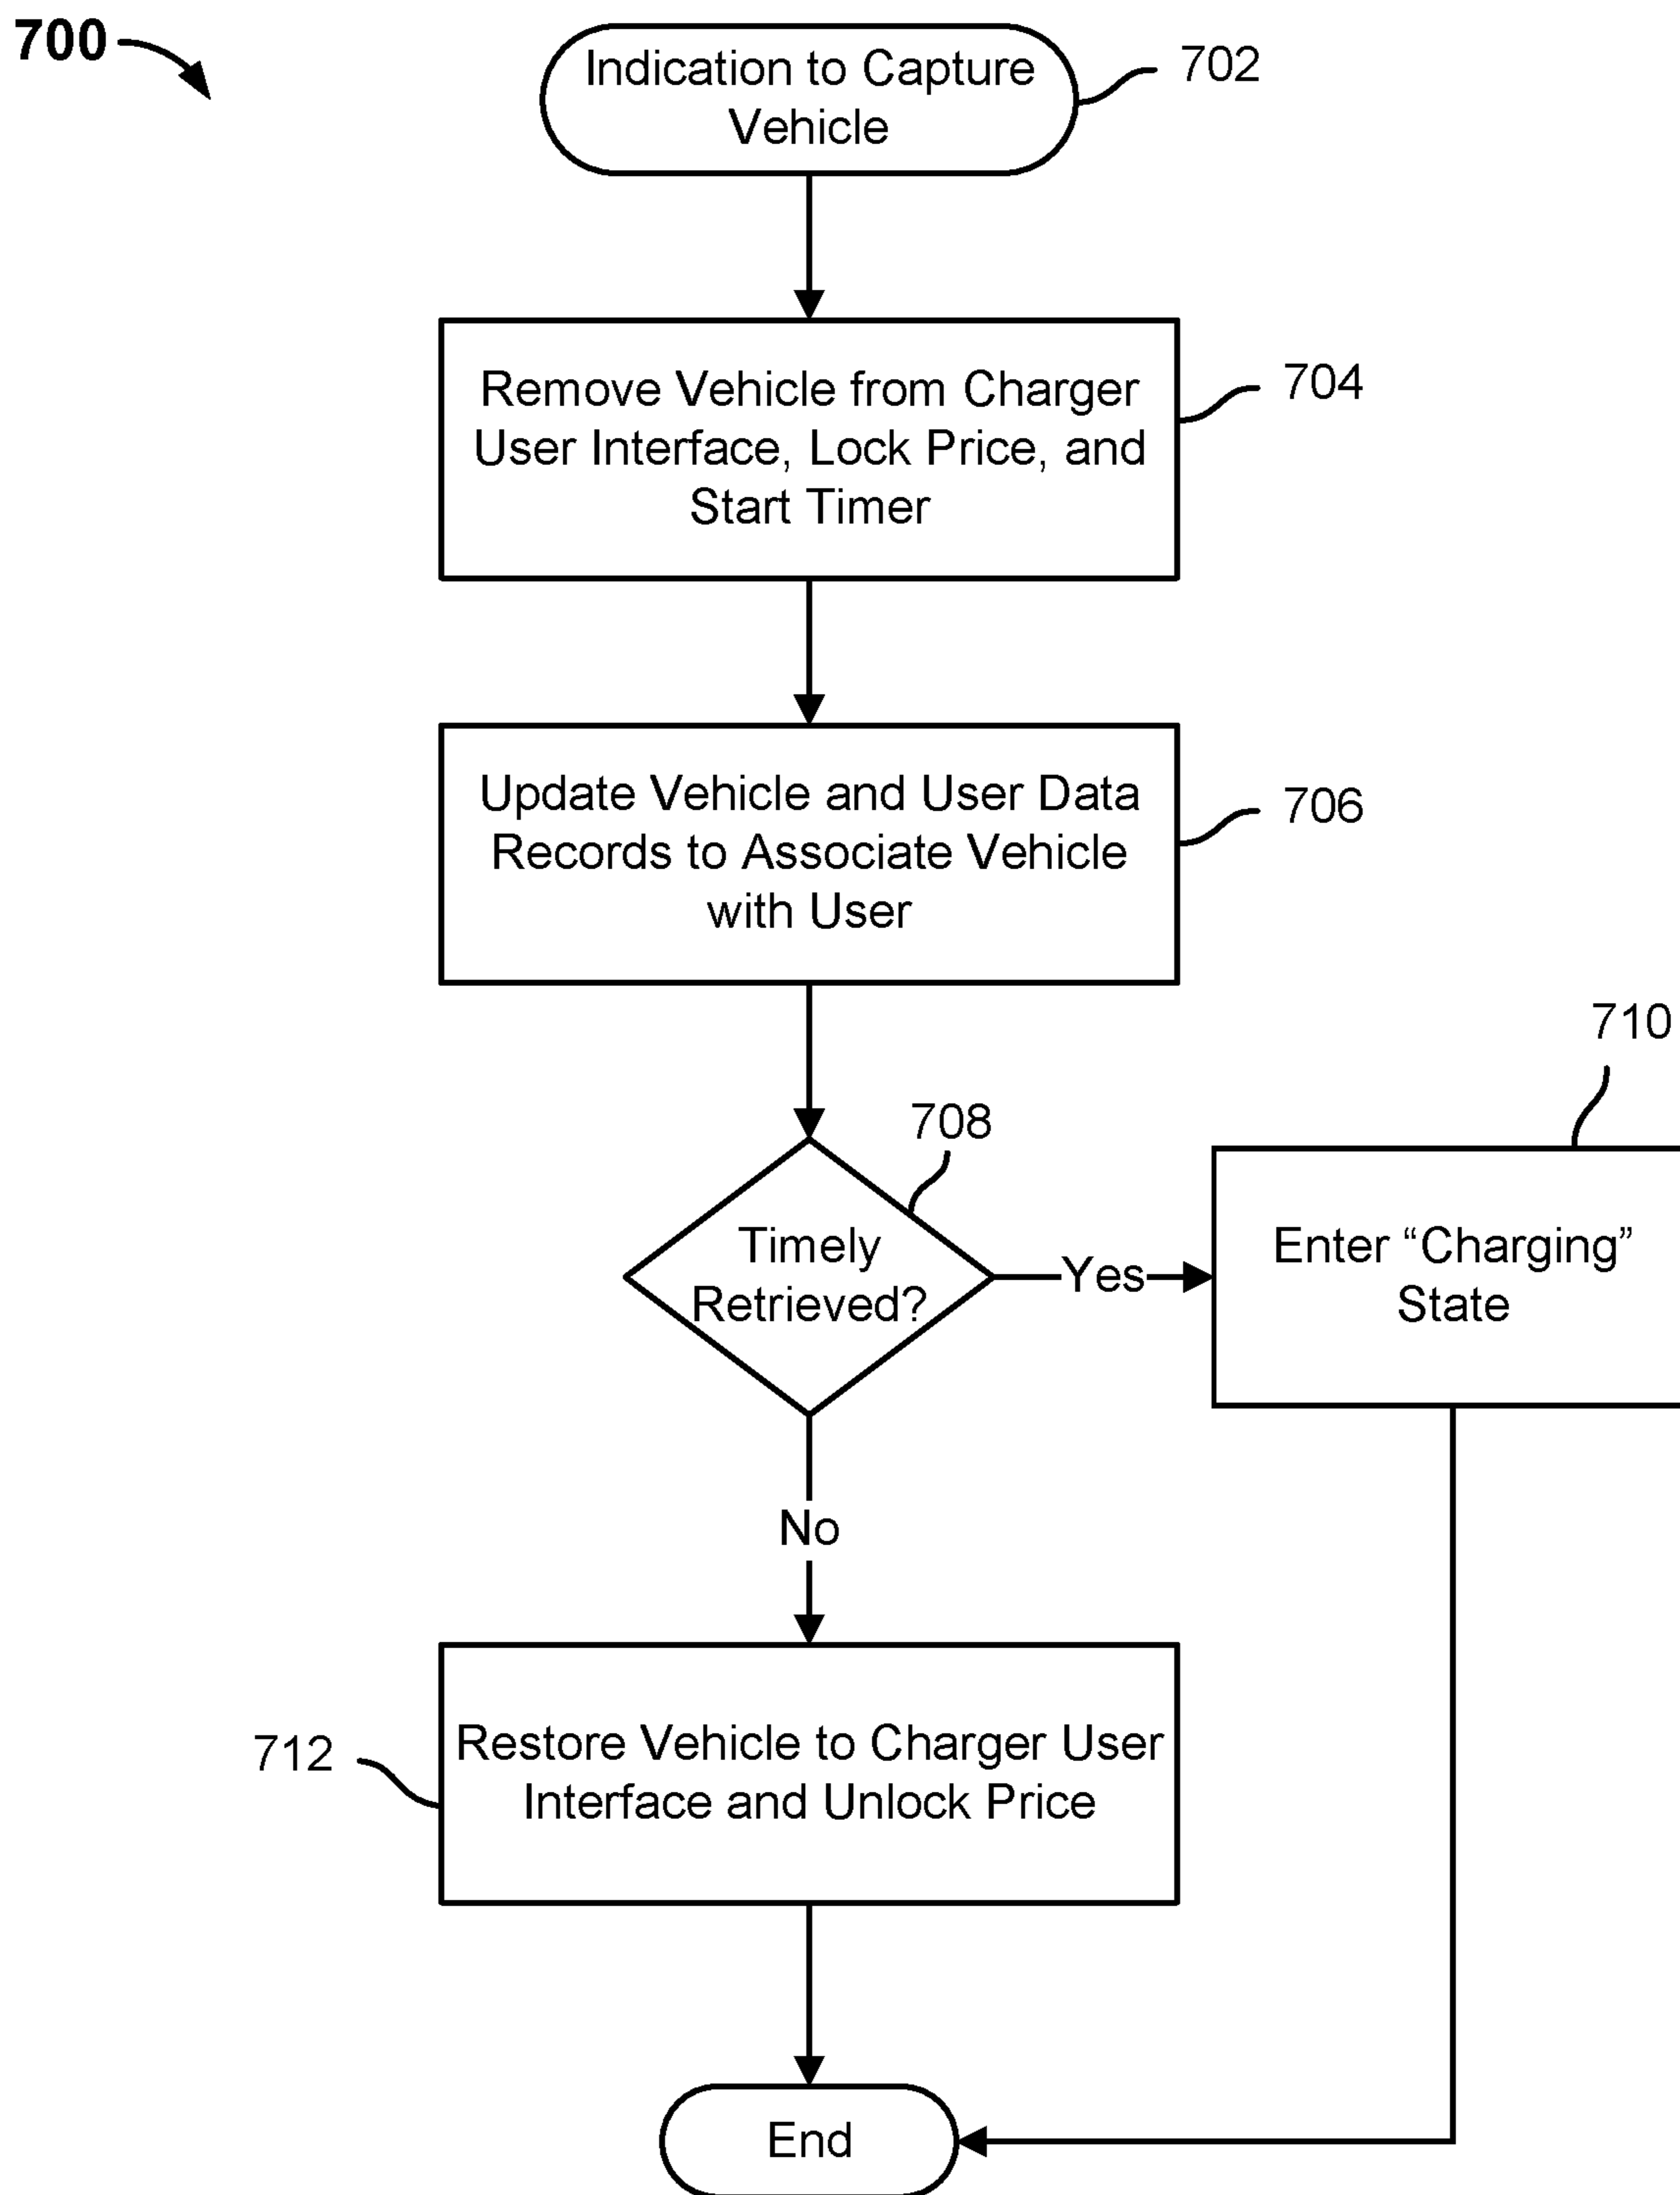 700
Indication to Capture
Vehicle
702
Remove Vehicle from Charger
User Interface, Lock Price, and
Start Timer
704
Update Vehicle and User Data
Records to Associate Vehicle
with User
706
708
Timely
Retrieved?
Yes
710
Enter “Charging”
State
No
712
Restore Vehicle to Charger User
Interface and Unlock Price
End